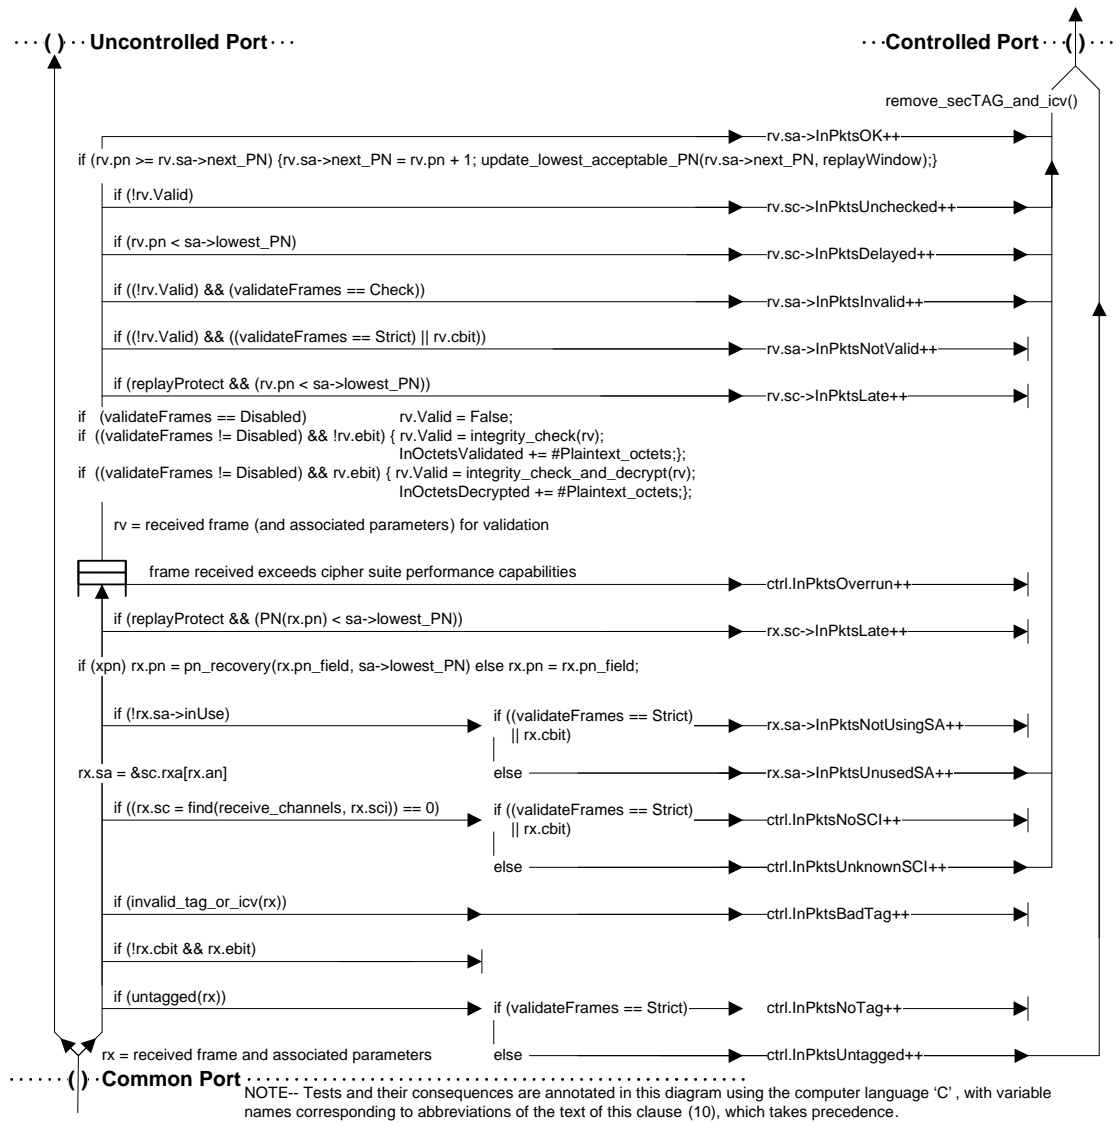 ···()··· Uncontrolled Port···
···Controlled Port···()···
remove_secTAG_and_icv()
rv.sa->InPktsOK++
if (rv.pn >= rv.sa->next_PN) {rv.sa->next_PN = rv.pn + 1; update_lowest_acceptable_PN(rv.sa->next_PN, replayWindow);}
if (!rv.Valid)
rv.sc->InPktsUnchecked++
if (rv.pn < sa->lowest_PN)
rv.sc->InPktsDelayed++
if ((!rv.Valid) && (validateFrames == Check))
rv.sa->InPktsInvalid++
if ((!rv.Valid) && ((validateFrames == Strict) || rv.cbit))
rv.sa->InPktsNotValid++
if (replayProtect && (rv.pn < sa->lowest_PN))
rv.sc->InPktsLate++
if (validateFrames == Disabled) rv.Valid = False;
if ((validateFrames != Disabled) && !rv.ebit) { rv.Valid = integrity_check(rv);
InOctetsValidated += #Plaintext_octets;};
if ((validateFrames != Disabled) && rv.ebit) { rv.Valid = integrity_check_and_decrypt(rv);
InOctetsDecrypted += #Plaintext_octets;};
rv = received frame (and associated parameters) for validation
frame received exceeds cipher suite performance capabilities
ctrl.InPktsOverrun++
if (replayProtect && (PN(rx.pn) < sa->lowest_PN))
rx.sc->InPktsLate++
if (xpn) rx.pn = pn_recovery(rx.pn_field, sa->lowest_PN) else rx.pn = rx.pn_field;
if (!rx.sa->inUse)
if ((validateFrames == Strict)
|| rx.cbit)
rx.sa->InPktsNotUsingSA++
rx.sa = &sc.rxa[rx.an]
else
rx.sa->InPktsUnusedSA++
if ((rx.sc = find(receive_channels, rx.sci)) == 0)
if ((validateFrames == Strict)
|| rx.cbit)
ctrl.InPktsNoSCI++
else
ctrl.InPktsUnknownSCI++
if (invalid_tag_or_icv(rx))
ctrl.InPktsBadTag++
if (!rx.cbit && rx.ebit)
if (untagged(rx))
if (validateFrames == Strict)
ctrl.InPktsNoTag++
rx = received frame and associated parameters
else
ctrl.InPktsUntagged++
······()· Common Port······
NOTE-- Tests and their consequences are annotated in this diagram using the computer language ‘C’ , with variable
names corresponding to abbreviations of the text of this clause (10), which takes precedence.